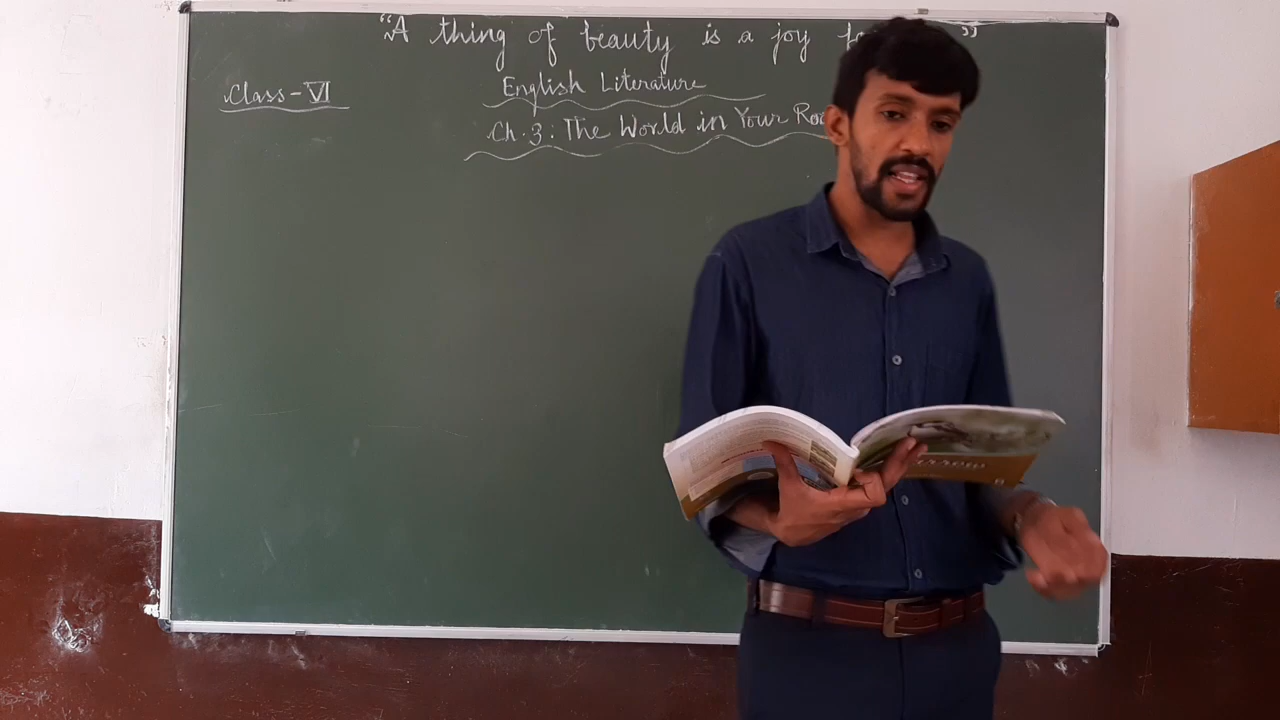 “A thing of beauty is a joy ”
Class-VI
English Literature
Ch.3: The World in Your